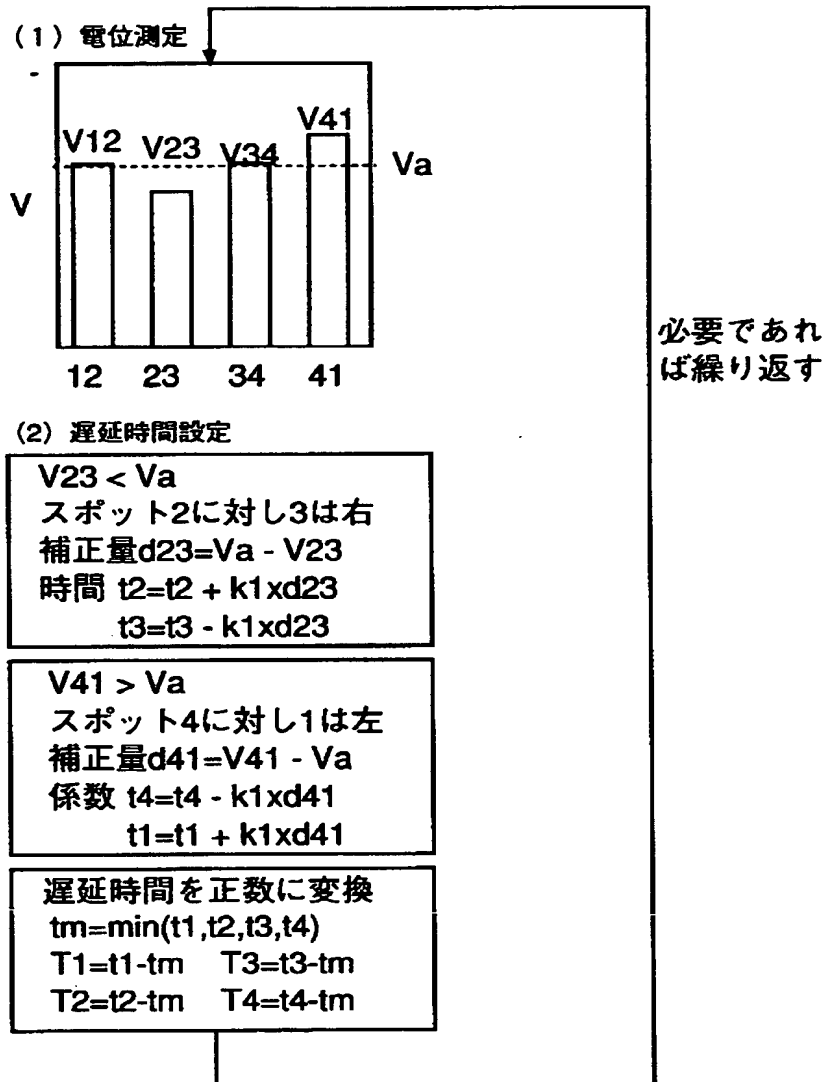 (1) 電位測定
V12 V23 V34 V41
Va
V
12 23 34 41
必要であれ
ば繰り返す
(2) 遅延時間設定
V23 < Va
スポット2に対し3は右
補正量d23=Va - V23
時間 t2=t2 + k1xd23
t3=t3 - k1xd23
V41 > Va
スポット4に対し1は左
補正量d41=V41 - Va
係数 t4=t4 - k1xd41
t1=t1 + k1xd41
遅延時間を正数に変換
tm=min(t1,t2,t3,t4)
T1=t1-tm T3=t3-tm
T2=t2-tm T4=t4-tm